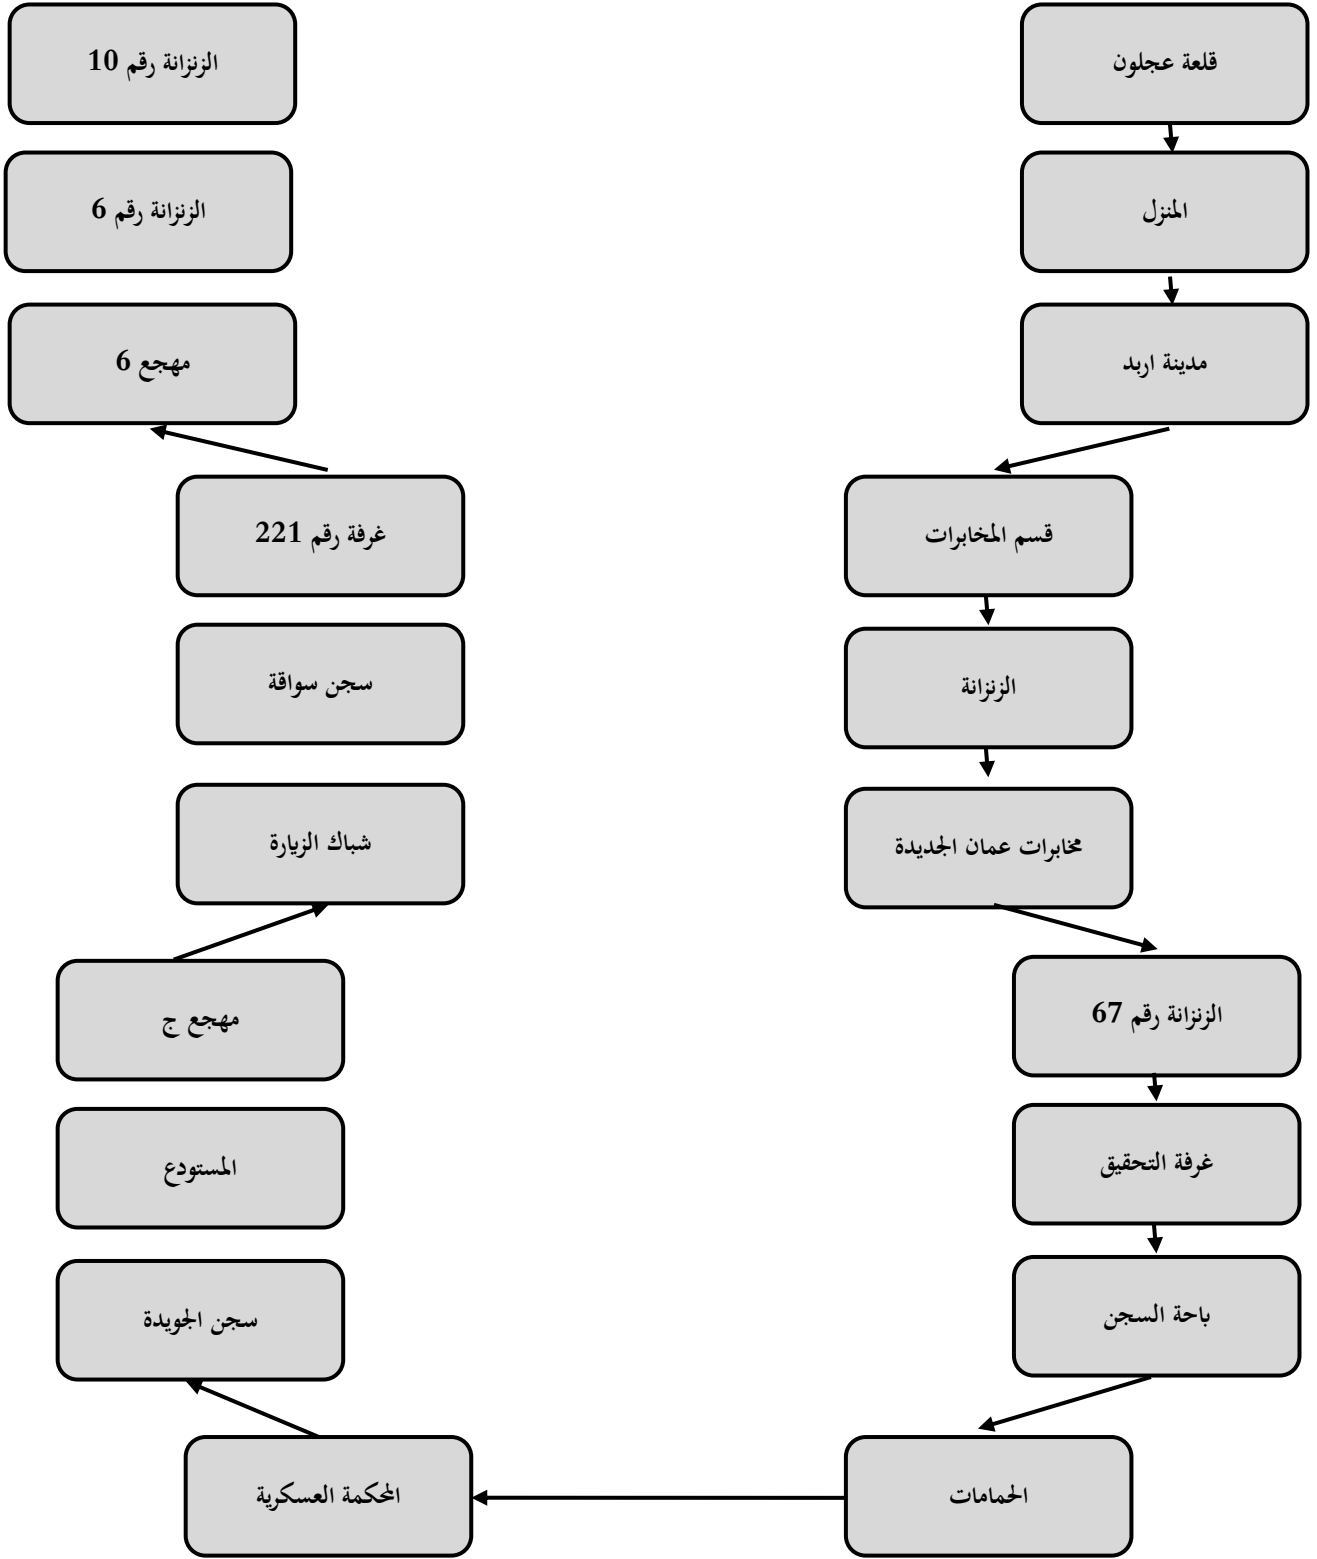 قلعة عجلون
المنزل
مدينة اربد
قسم المخابرات
الزنزانة
مخابرات عمان الجديدة
الزنزانة رقم 67
غرفة التحقيق
باحة السجن
الحمامات
المحكمة العسكرية
سجن الجويدة
المستودع
مهجع ج
شباك الزيارة
سجن سواقة
غرفة رقم 221
مهجع 6
الزنزانة رقم 6
الزنزانة رقم 10